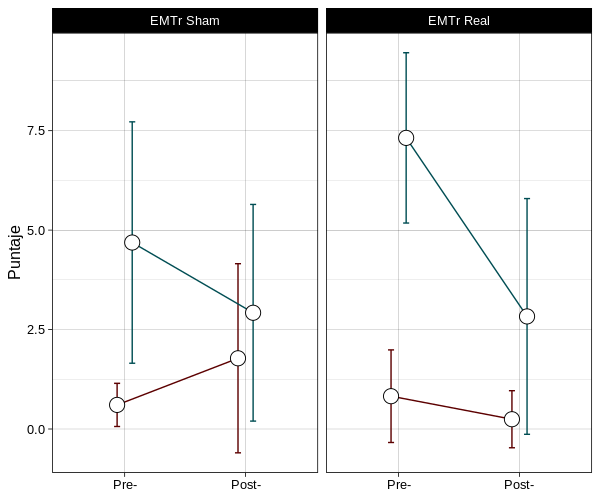 EMTr Sham
EMTr Real
Puntaje
7.5
5.0
2.5
0.0
Pre-
Post-
Pre-
Post-